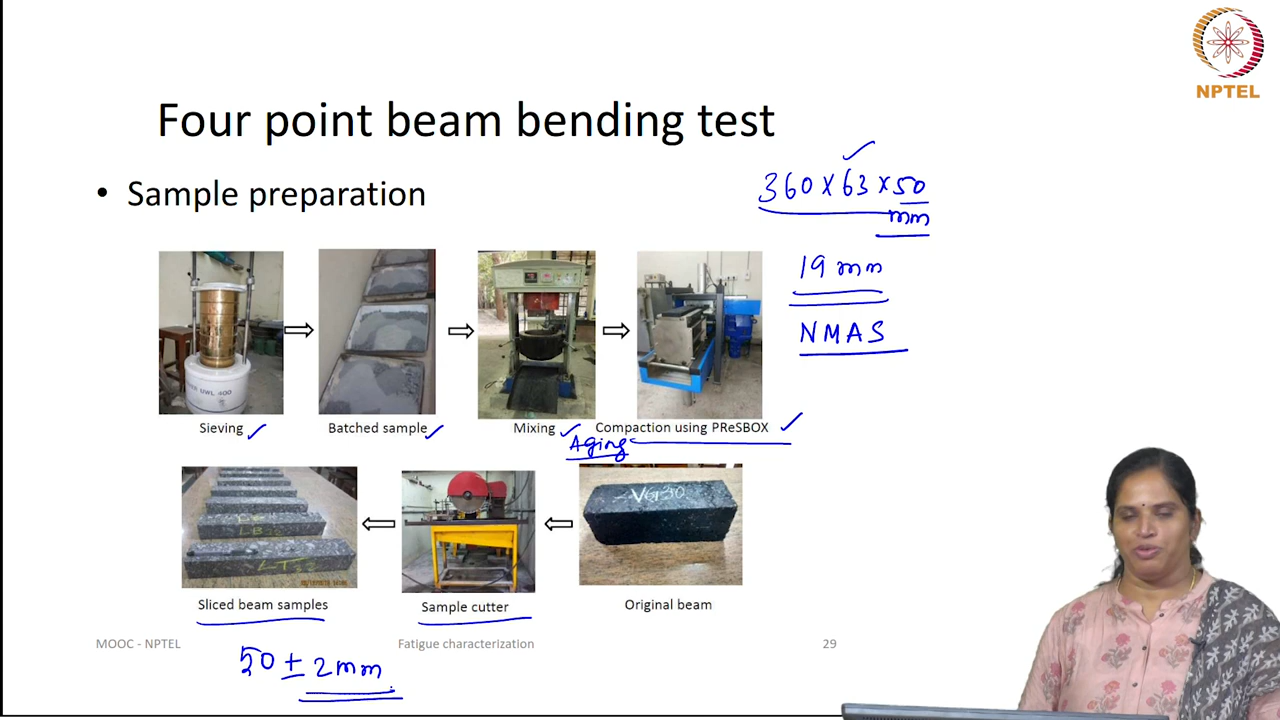 NPTEL
Four point beam bending test
• Sample preparation
360 x 63 x 50
mm
19 mm
NMAS
Sieving
Batched sample
Mixing
Compaction using PReSBOX
Aging
VG30
Sliced beam samples
Sample cutter
Original beam
MOOC - NPTEL
Fatigue characterization
29
50 ± 2mm